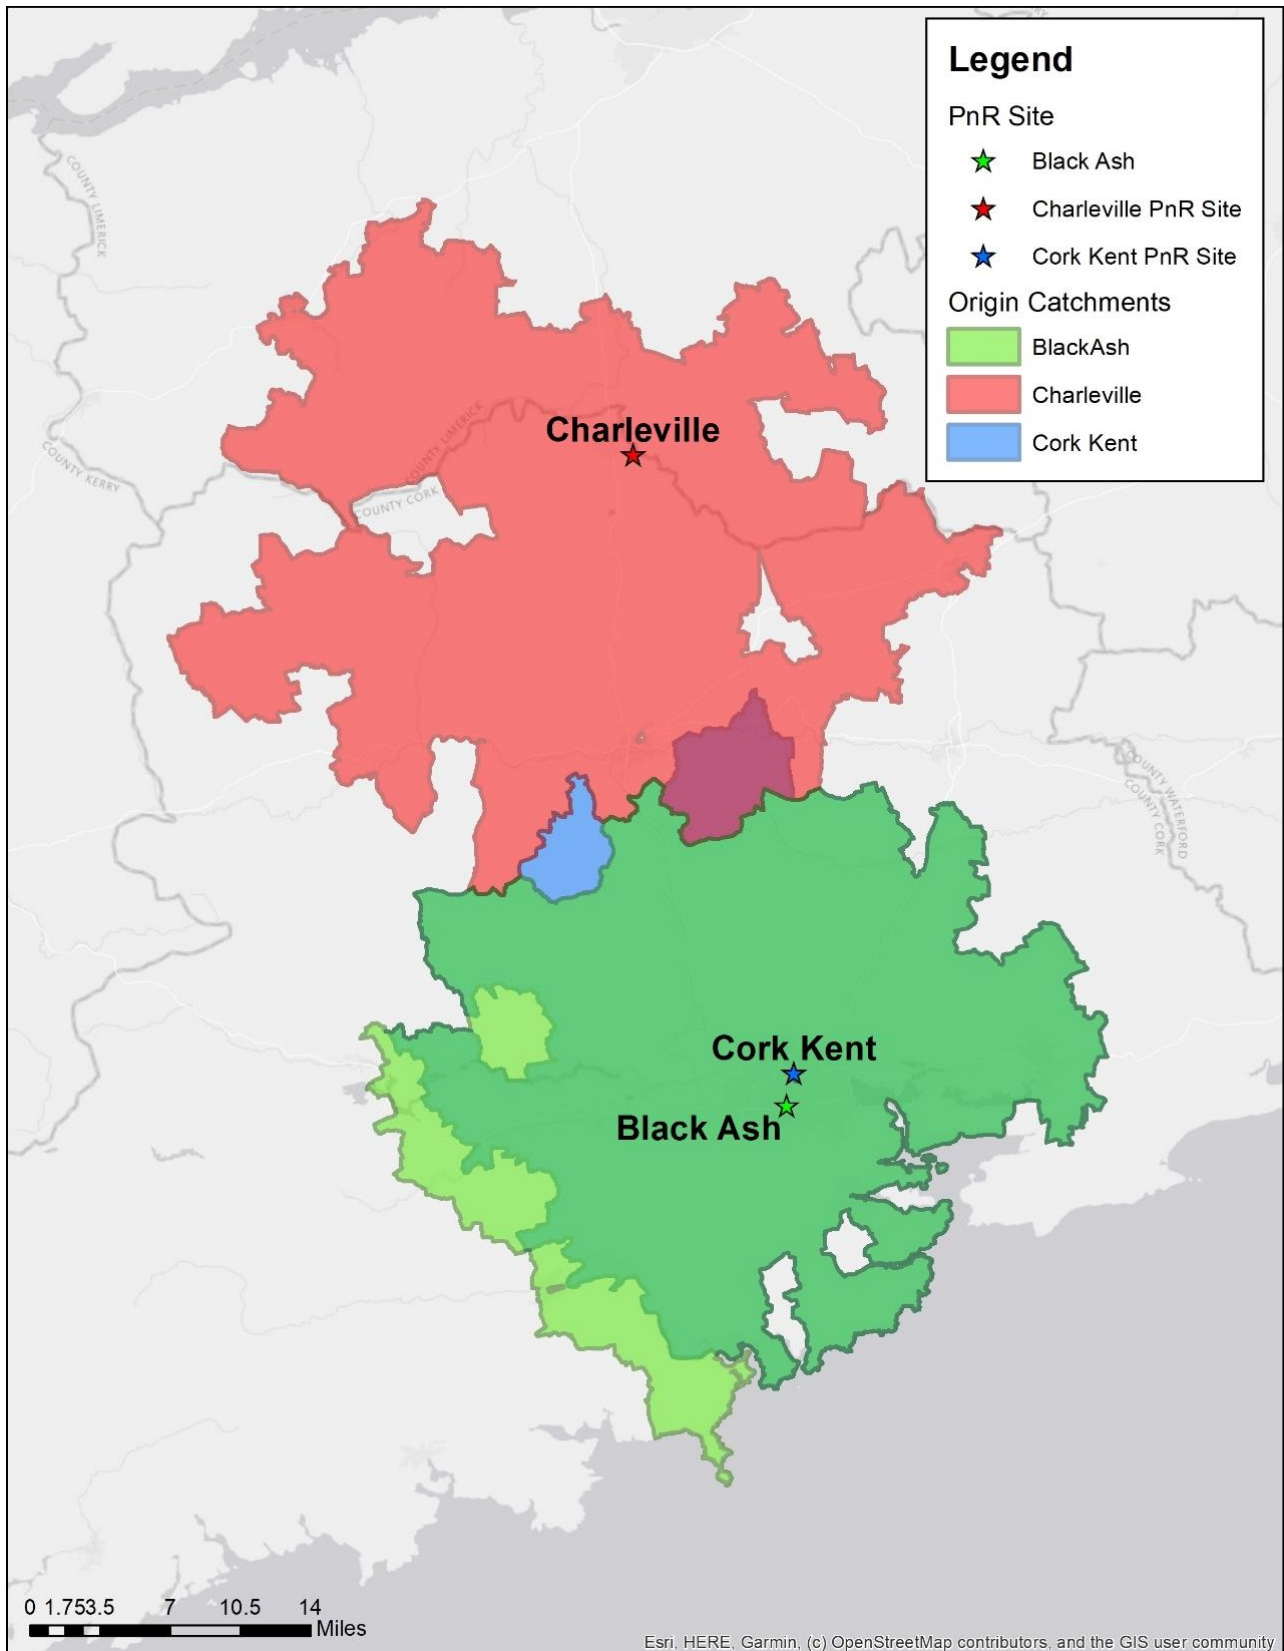 Legend
PnR Site
Black Ash
Charleville PnR Site
Cork Kent PnR Site
Origin Catchments
BlackAsh
Charleville
Cork Kent
COUNTY LIMERICK
Charleville
COUNTY LIMERICK
COUNTY CORK
COUNTY KERRY
COUNTY WATERFORD
COUNTY CORK
Cork Kent
Black Ash
0 1.75 3.5 7 10.5 14
Miles
Esri, HERE, Garmin, (c) OpenStreetMap contributors, and the GIS user community